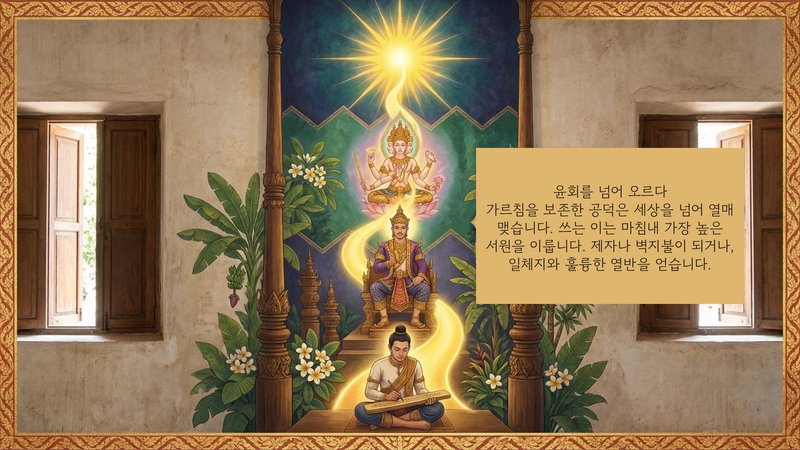 윤회를 넘어 오르다
가르침을 보존한 공덕은 세상을 넘어 열매
맺습니다. 쓰는 이는 마침내 가장 높은
서원을 이룹니다. 제자나 벽지불이 되거나,
일체지와 훌륭한 열반을 얻습니다.